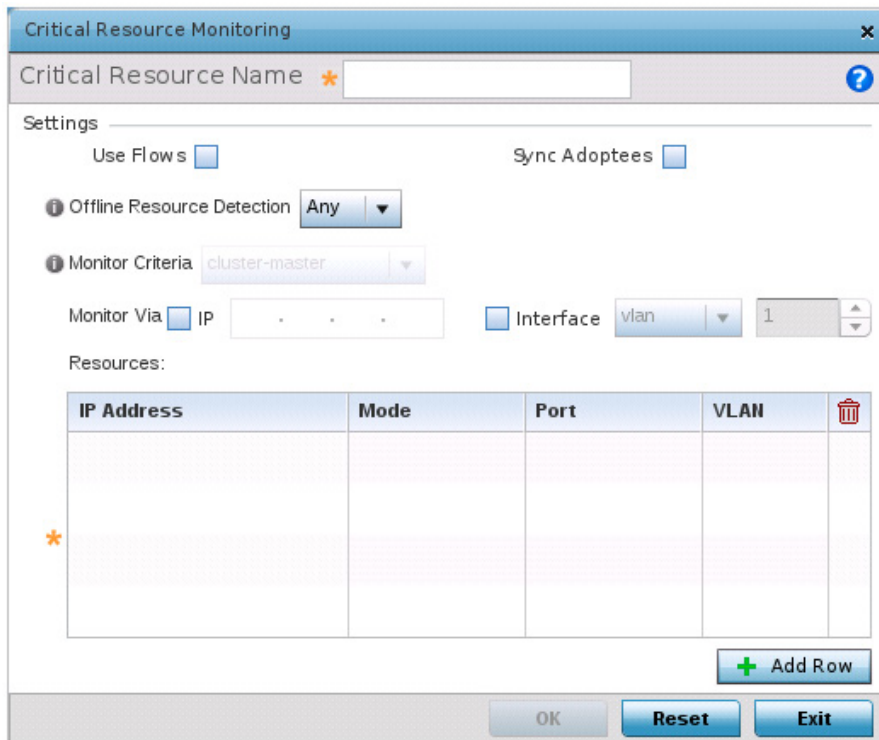 Critical Resource Monitoring
Critical Resource Name *
Settings
Use Flows Sync Adoptees
Offline Resource Detection Any
Monitor Criteria cluster-master
Monitor Via IP . . . Interface vlan 1
Resources:
IP Address Mode Port VLAN
*
Add Row
OK Reset Exit